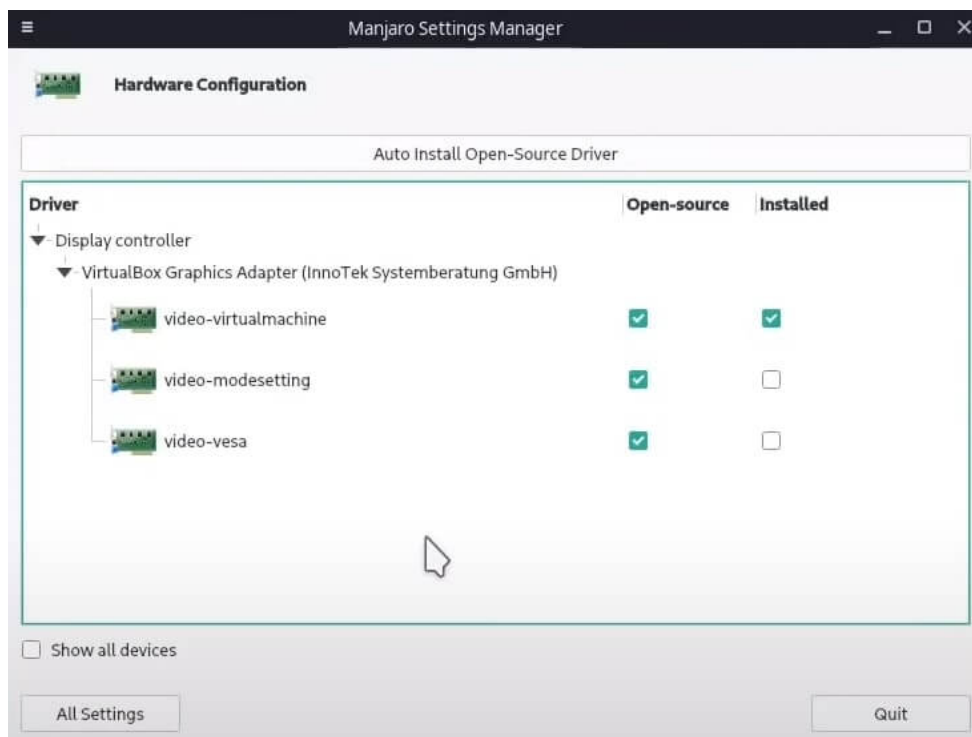 Manjaro Settings Manager
Hardware Configuration
Auto Install Open-Source Driver
Driver Open-source Installed
Display controller
VirtualBox Graphics Adapter (InnoTek Systemberatung GmbH)
video-virtualmachine
video-modesetting
video-vesa
Show all devices
All Settings Quit